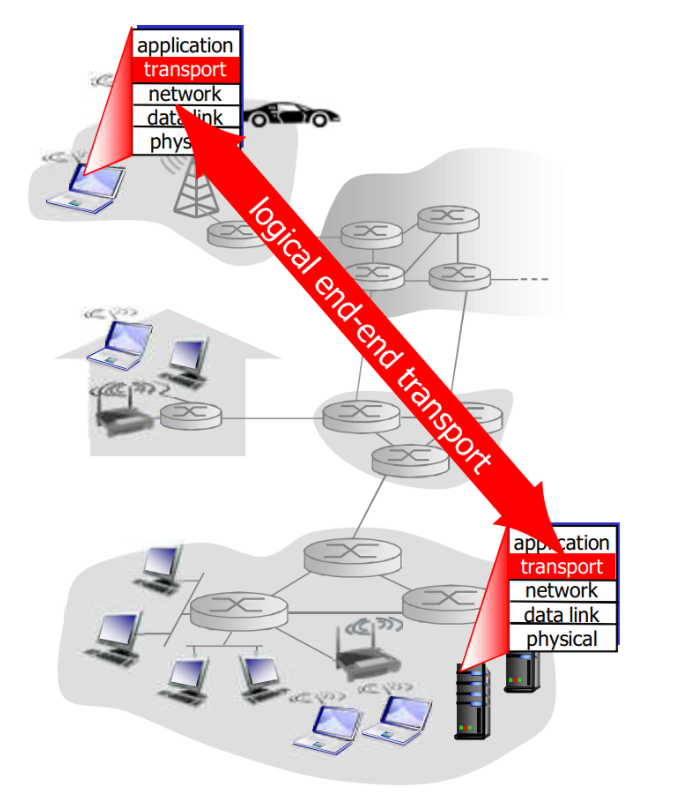 application
transport
network
data link
physical
logical end-end transport
application
transport
network
data link
physical